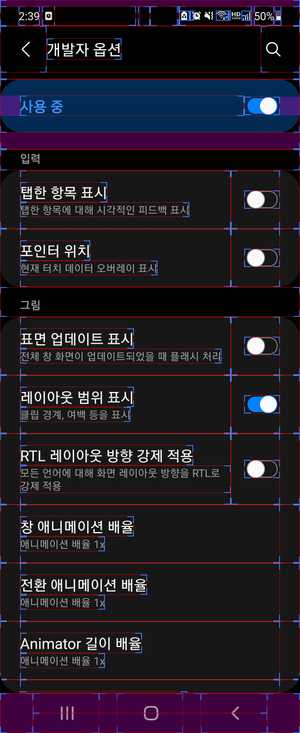 2:39
50%
개발자 옵션
사용 중
입력
탭한 항목 표시
탭한 항목에 대해 시각적인 피드백 표시
포인터 위치
현재 터치 데이터 오버레이 표시
그림
표면 업데이트 표시
전체 창 화면이 업데이트되었을 때 플래시 처리
레이아웃 범위 표시
클립 경계, 여백 등을 표시
RTL 레이아웃 방향 강제 적용
모든 언어에 대해 화면 레이아웃 방향을 RTL로
강제 적용
창 애니메이션 배율
애니메이션 배율 1x
전환 애니메이션 배율
애니메이션 배율 1x
Animator 길이 배율
애니메이션 배율 1x